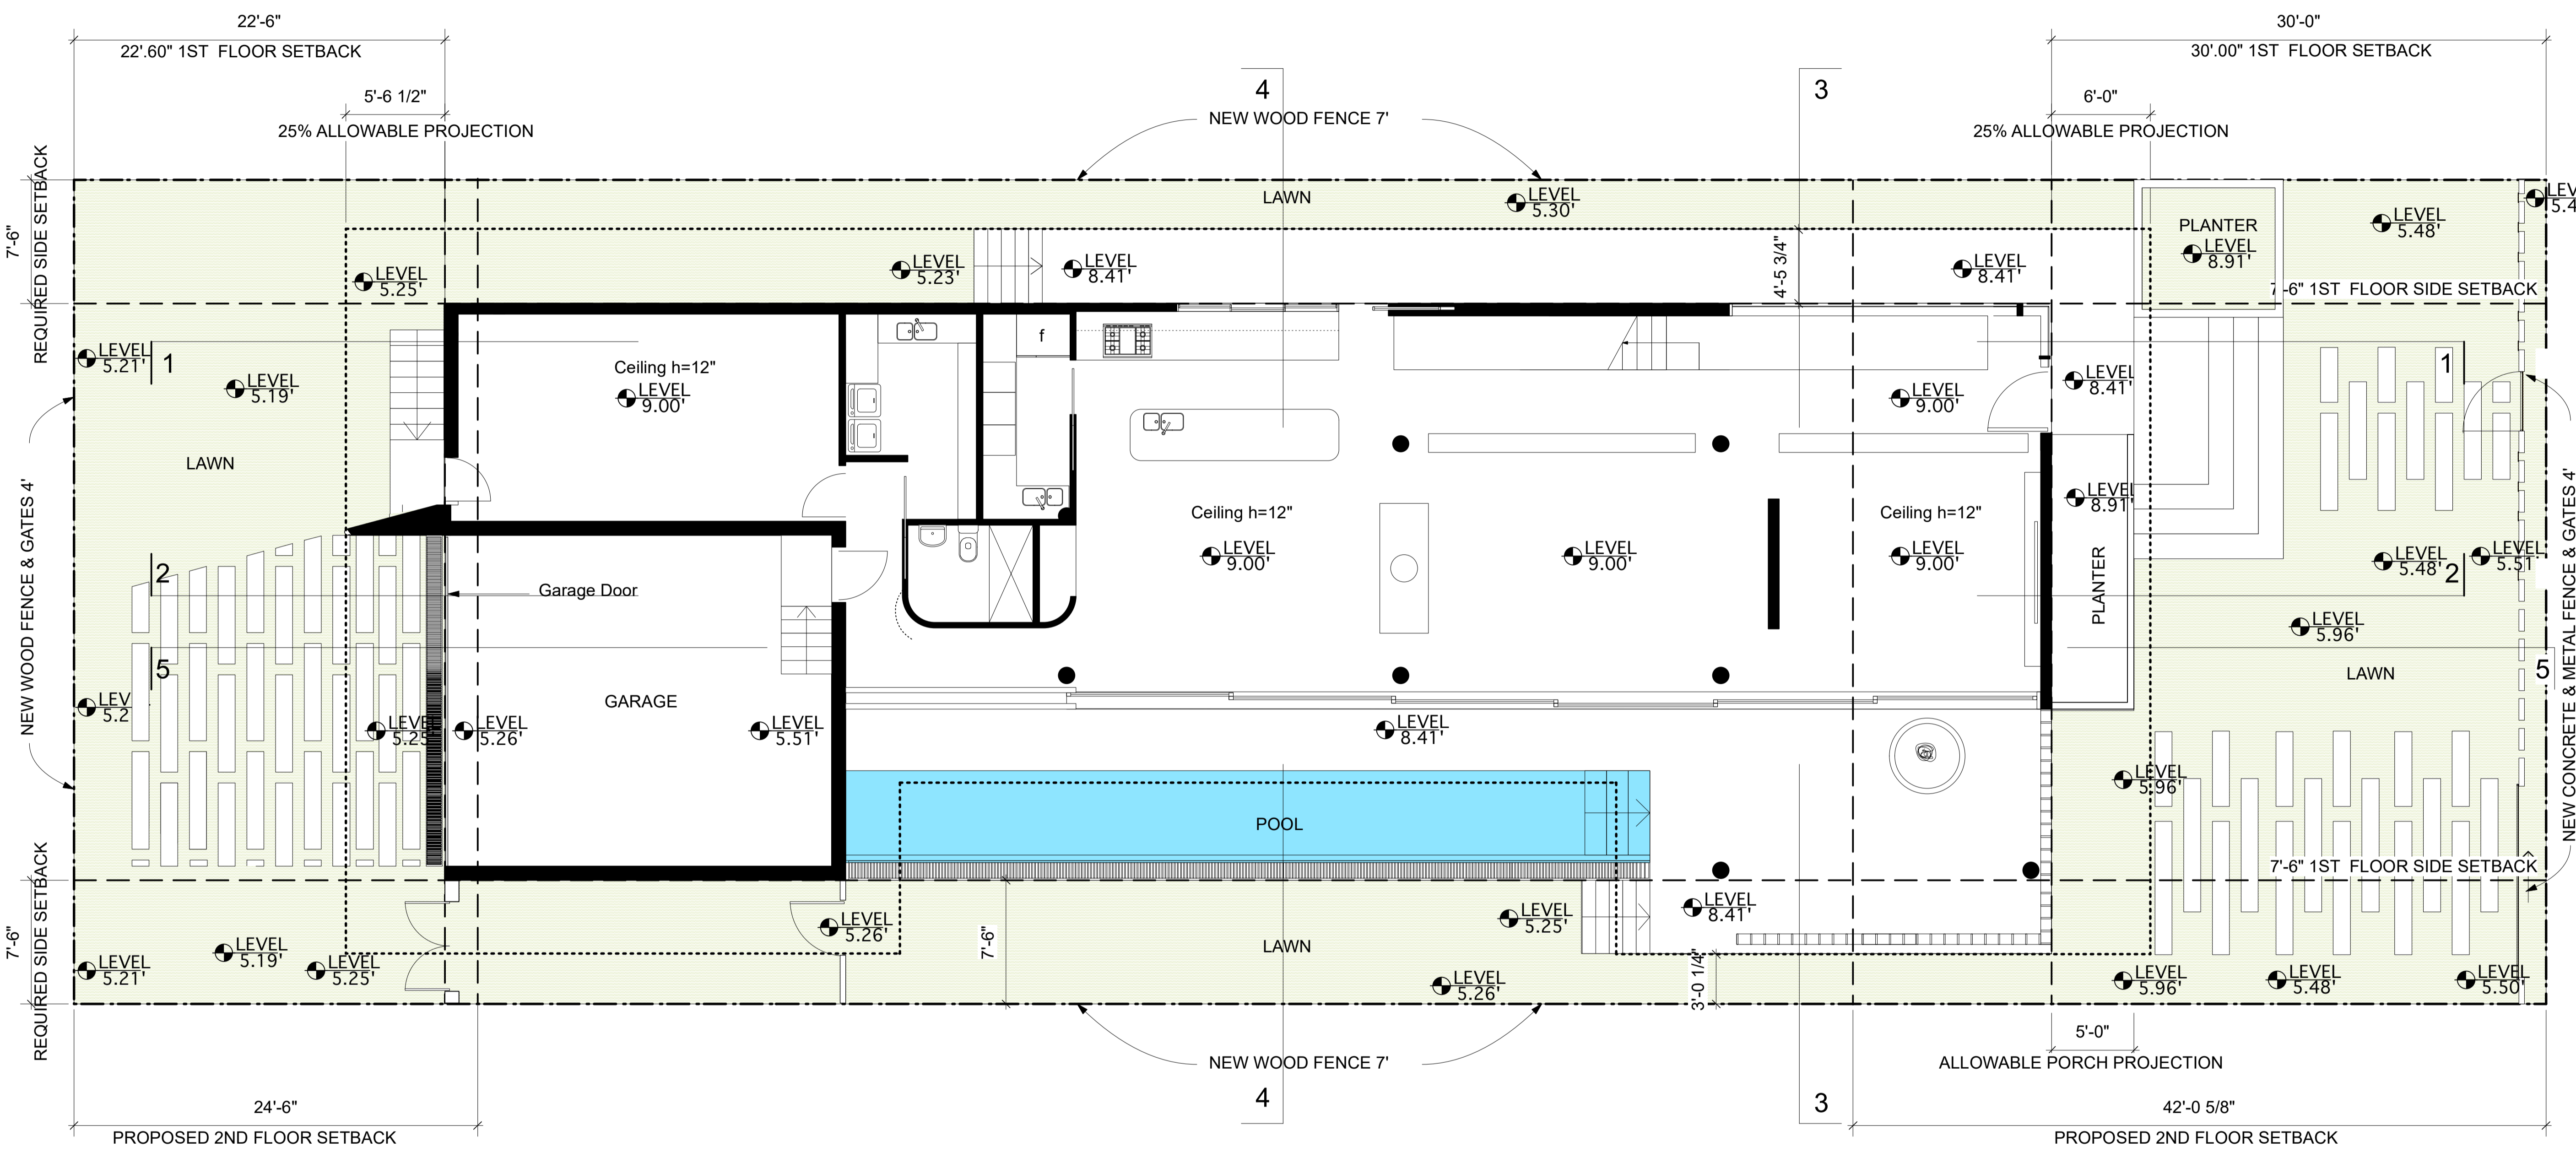 22'-6"
30'-0"
22'.60" 1ST FLOOR SETBACK
30'.00" 1ST FLOOR SETBACK
4
3
5'-6 1/2"
6'-0"
NEW WOOD FENCE 7'
25% ALLOWABLE PROJECTION
25% ALLOWABLE PROJECTION
REQUIRED SIDE SETBACK
7'-6"
LAWN
LEVEL
5.30'
LEVEL
5.48'
PLANTER
LEVEL
8.91'
LEVEL
5.25'
LEVEL
5.23'
LEVEL
8.41'
4'-5 3/4"
LEVEL
8.41'
7'-6" 1ST FLOOR SIDE SETBACK
f
LEVEL
5.21'
1
LEVEL
5.19'
Ceiling h=12"
LEVEL
9.00'
LEVEL
9.00'
LEVEL
8.41'
1
LAWN
NEW WOOD FENCE & GATES 4'
Ceiling h=12"
LEVEL
9.00'
LEVEL
9.00'
Ceiling h=12"
LEVEL
9.00'
LEVEL
8.91'
PLANTER
LEVEL
5.48'
LEVEL
5.51'
2
2
NEW CONCRETE & METAL FENCE & GATES 4'
Garage Door
LEVEL
5.96'
5
5
LAWN
GARAGE
LEV
5.2
LEVEL
5.25
LEVEL
5.26'
LEVEL
5.51'
LEVEL
8.41'
LEVEL
5.96'
POOL
7'-6" 1ST FLOOR SIDE SETBACK
REQUIRED SIDE SETBACK
7'-6"
LEVEL
5.26'
LEVEL
5.25'
LEVEL
8.41'
7'-6"
LAWN
LEVEL
5.19'
LEVEL
5.21'
LEVEL
5.25'
LEVEL
5.26'
3'-0 1/4"
LEVEL
5.96'
LEVEL
5.48'
LEVEL
5.50'
5'-0"
NEW WOOD FENCE 7'
ALLOWABLE PORCH PROJECTION
4
3
24'-6"
42'-0 5/8"
PROPOSED 2ND FLOOR SETBACK
PROPOSED 2ND FLOOR SETBACK